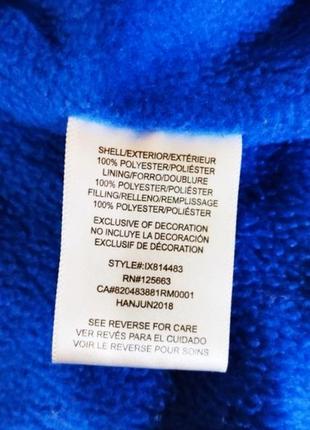 SHELL/EXTERIOR/EXTÉRIEUR
100% POLYESTER/POLIÉSTER
LINING/FORRO/DOUBLURE
100% POLYESTER/POLIÉSTER
FILLING/RELLENO/REMPLISSAGE
100% POLYESTER/POLIÉSTER
EXCLUSIVE OF DECORATION
NO INCLUYE LA DECORACIÓN
EXCLUSIF DE DÉCORATION
STYLE#:IX814483
RN#125663
CA#820483881RM0001
HANJUN2018
SEE REVERSE FOR CARE
VER REVÉS PARA EL CUIDADO
VOIR LE REVERSE POUR SOINS